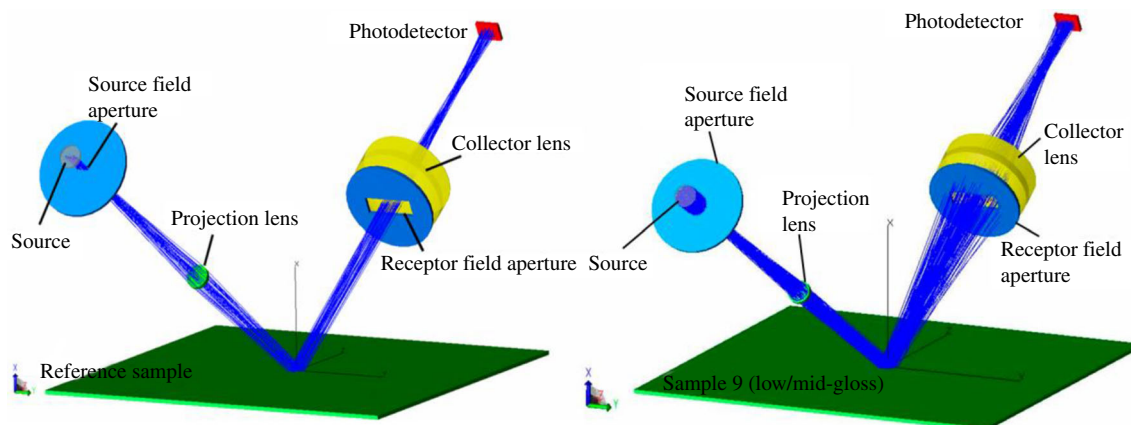 Photodetector
Source field
aperture
Collector lens
Projection lens
Source
Receptor field aperture
Reference sample
X
Y
Photodetector
Source field
aperture
Collector
lens
Projection
lens
Source
Receptor field
aperture
Sample 9 (low/mid-gloss)
X
X
Y